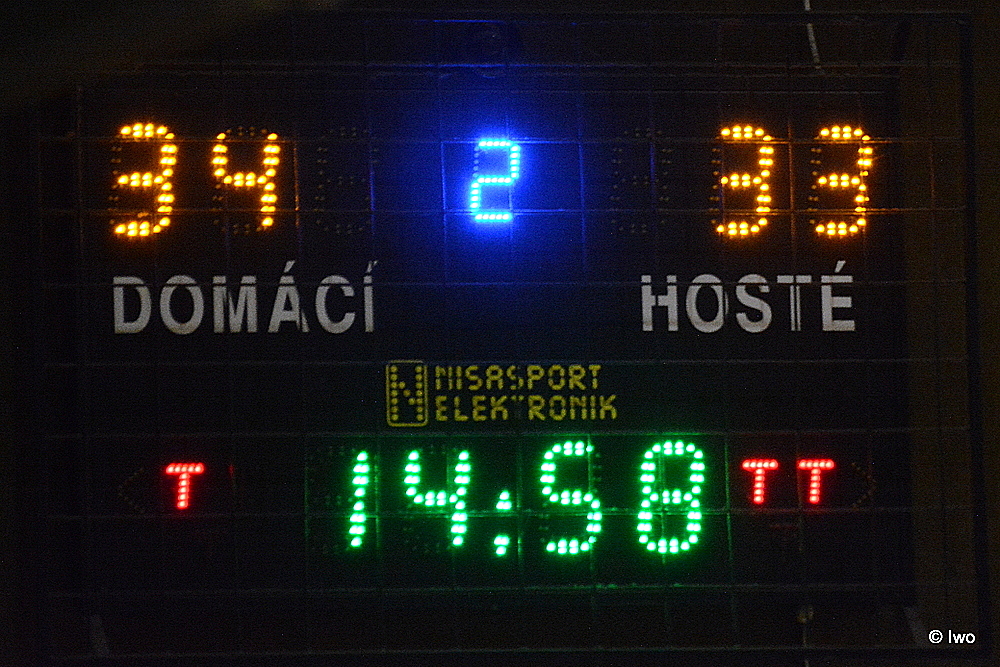 34 2 33
DOMÁCÍ HOSTÉ
N NISASPORT
ELEKTRONIK
T 14:58 TT
© Iwo